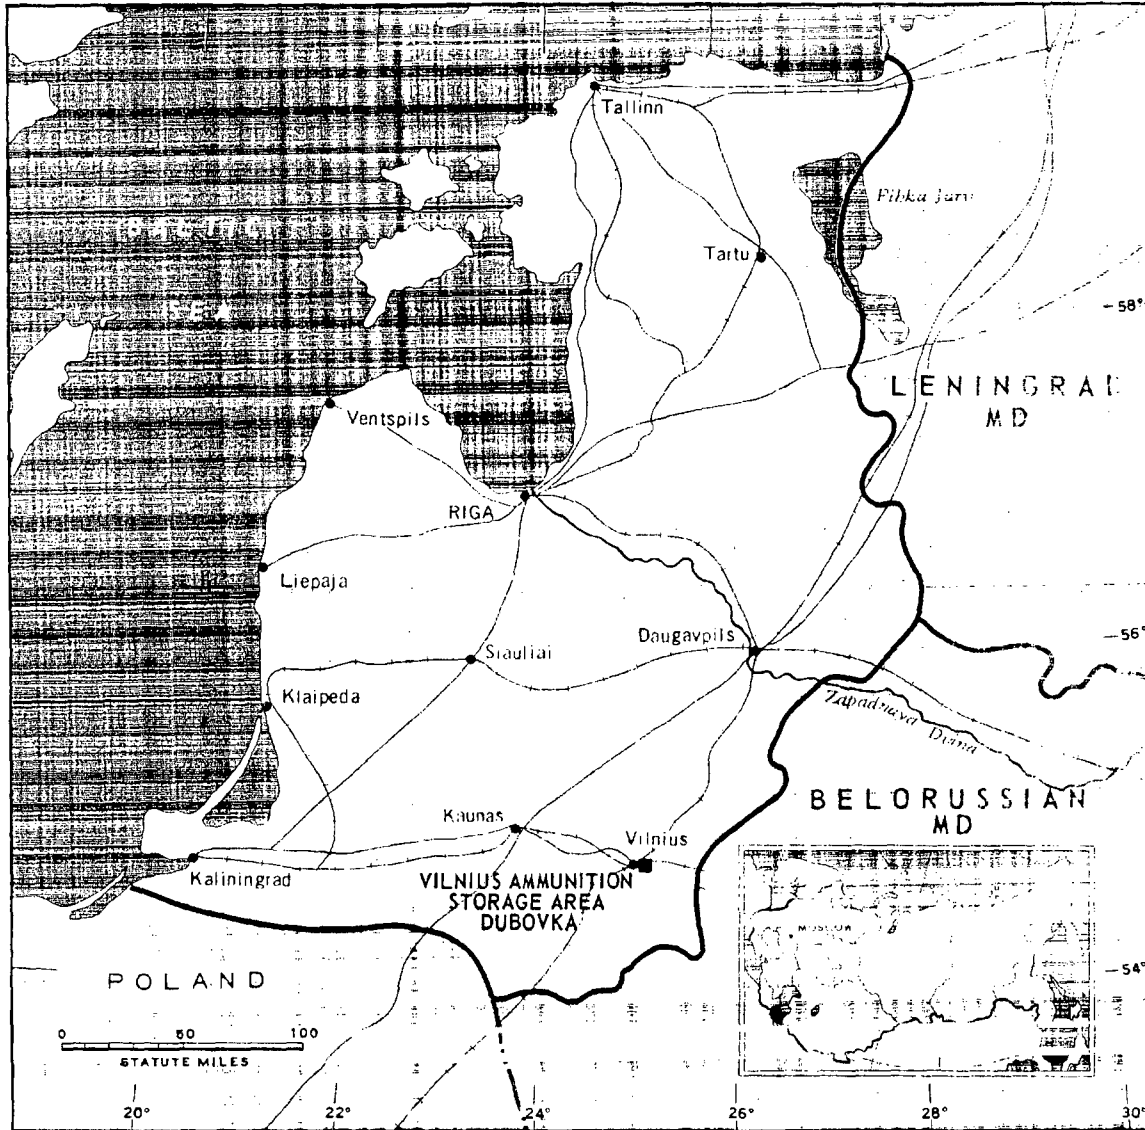 Tallinn
Pihka järv
Tartu
58°
LENINGRAD
MD
Ventspils
RIGA
Liepaja
56°
Daugavpils
Siauliai
Klaipeda
Zapadnaya Dvina
BELORUSSIAN
MD
Kaunas
Vilnius
Kaliningrad
VILNIUS AMMUNITION
STORAGE AREA
DUBOVKA
MOSCOW
54°
POLAND
0 50 100
STATUTE MILES
20° 22° 24° 26° 28° 30°